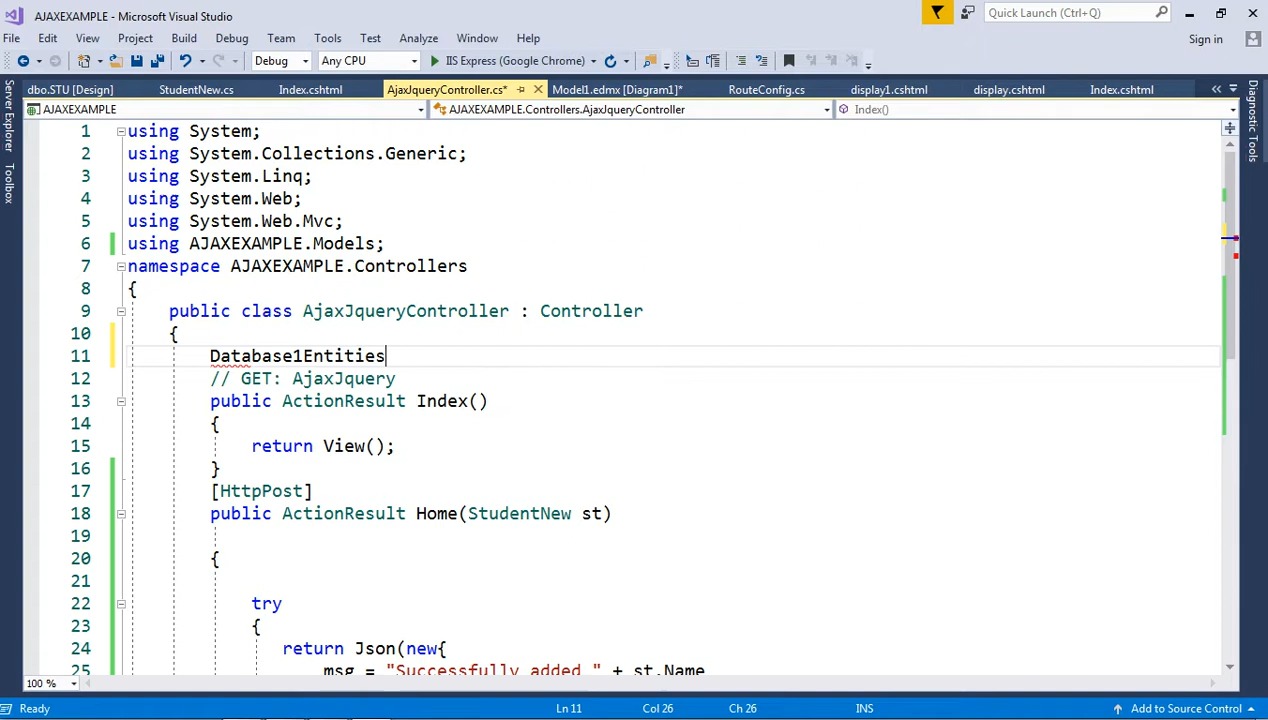 AJAXEXAMPLE - Microsoft Visual Studio
Quick Launch (Ctrl+Q)
File Edit View Project Build Debug Team Tools Test Analyze Window Help
Sign in
Debug Any CPU IIS Express (Google Chrome)
dbo.STU [Design] StudentNew.cs Index.cshtml AjaxJqueryController.cs* Model1.edmx [Diagram1]* RouteConfig.cs display1.cshtml display.cshtml Index.cshtml
AJAXEXAMPLE AJAXEXAMPLE.Controllers.AjaxJqueryController Index()
Server Explorer
Toolbox
Diagnostic Tools
1 using System;
2 using System.Collections.Generic;
3 using System.Linq;
4 using System.Web;
5 using System.Web.Mvc;
6 using AJAXEXAMPLE.Models;
7 namespace AJAXEXAMPLE.Controllers
8 {
9 public class AjaxJqueryController : Controller
10 {
11 Database1Entities
12 // GET: AjaxJquery
13 public ActionResult Index()
14 {
15 return View();
16 }
17 [HttpPost]
18 public ActionResult Home(StudentNew st)
19
20 {
21
22 try
23 {
24 return Json(new{
25 msg = "Successfully added " + st.Name
100 %
Ready Ln 11 Col 26 Ch 26 INS Add to Source Control